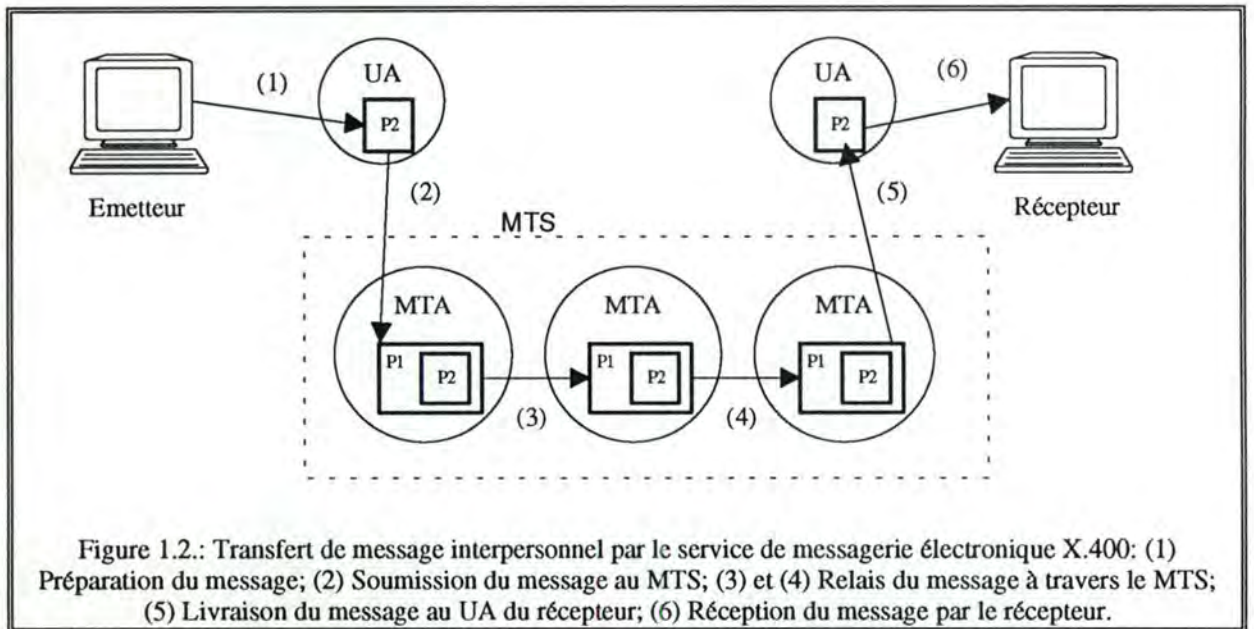 (1)
UA
P2
UA
P2
(6)
Emetteur
(2)
(5)
Récepteur
MTS
MTA
MTA
MTA
P1
P2
P1
P2
P1
P2
(3)
(4)
Figure 1.2.: Transfert de message interpersonnel par le service de messagerie électronique X.400: (1)
Préparation du message; (2) Soumission du message au MTS; (3) et (4) Relais du message à travers le MTS;
(5) Livraison du message au UA du récepteur; (6) Réception du message par le récepteur.